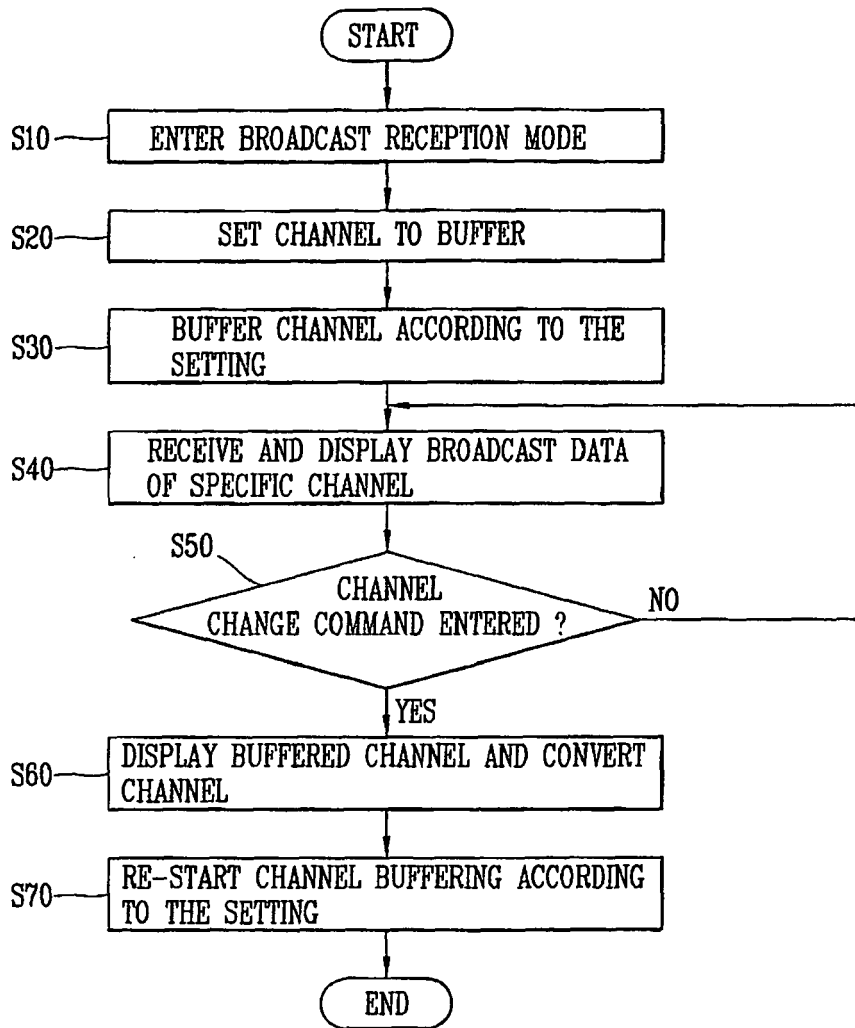 START
S10
ENTER BROADCAST RECEPTION MODE
S20
SET CHANNEL TO BUFFER
S30
BUFFER CHANNEL ACCORDING TO THE
SETTING
S40
RECEIVE AND DISPLAY BROADCAST DATA
OF SPECIFIC CHANNEL
S50
CHANNEL
CHANGE COMMAND ENTERED ?
NO
YES
S60
DISPLAY BUFFERED CHANNEL AND CONVERT
CHANNEL
S70
RE-START CHANNEL BUFFERING ACCORDING
TO THE SETTING
END